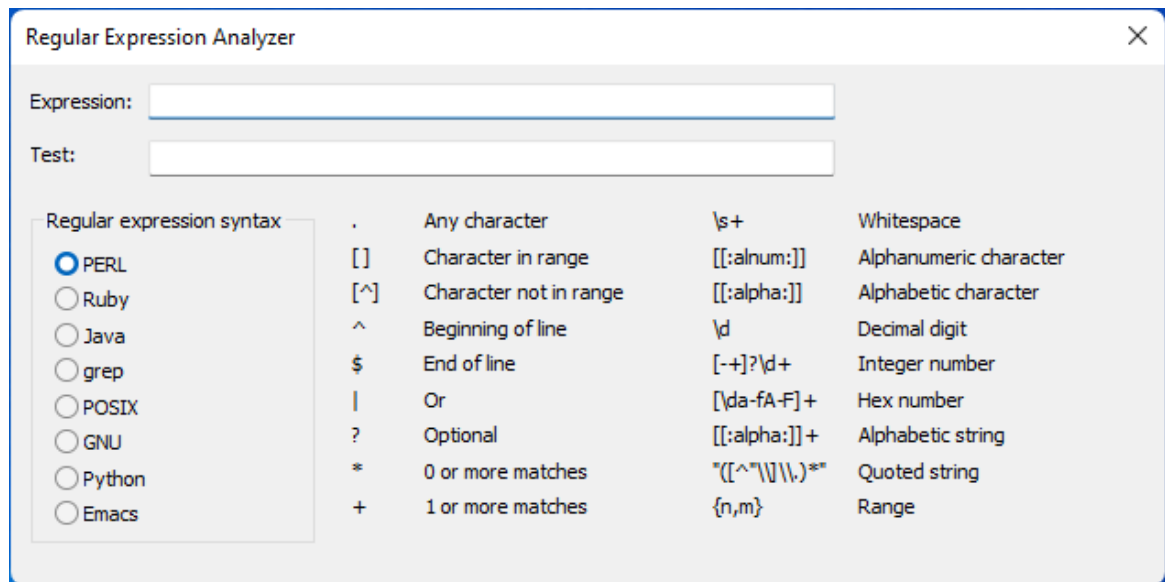 Regular Expression Analyzer
Expression:
Test:
Regular expression syntax
PERL
Ruby
Java
grep
POSIX
GNU
Python
Emacs
. Any character
[ ] Character in range
[^] Character not in range
^ Beginning of line
$ End of line
| Or
? Optional
* 0 or more matches
+ 1 or more matches
\s+ Whitespace
[[:alnum:]] Alphanumeric character
[[:alpha:]] Alphabetic character
\d Decimal digit
[-+]?\d+ Integer number
[\da-fA-F]+ Hex number
[[:alpha:]]+ Alphabetic string
"([^"\\]\\.)*" Quoted string
{n,m} Range